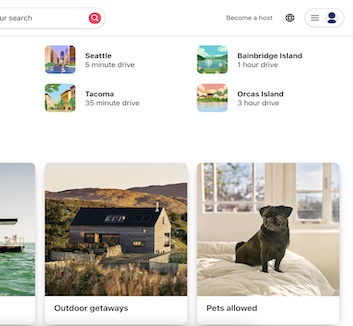 ur search
Become a host
Seattle
5 minute drive
Bainbridge Island
1 hour drive
Tacoma
35 minute drive
Orcas Island
3 hour drive
Outdoor getaways
Pets allowed